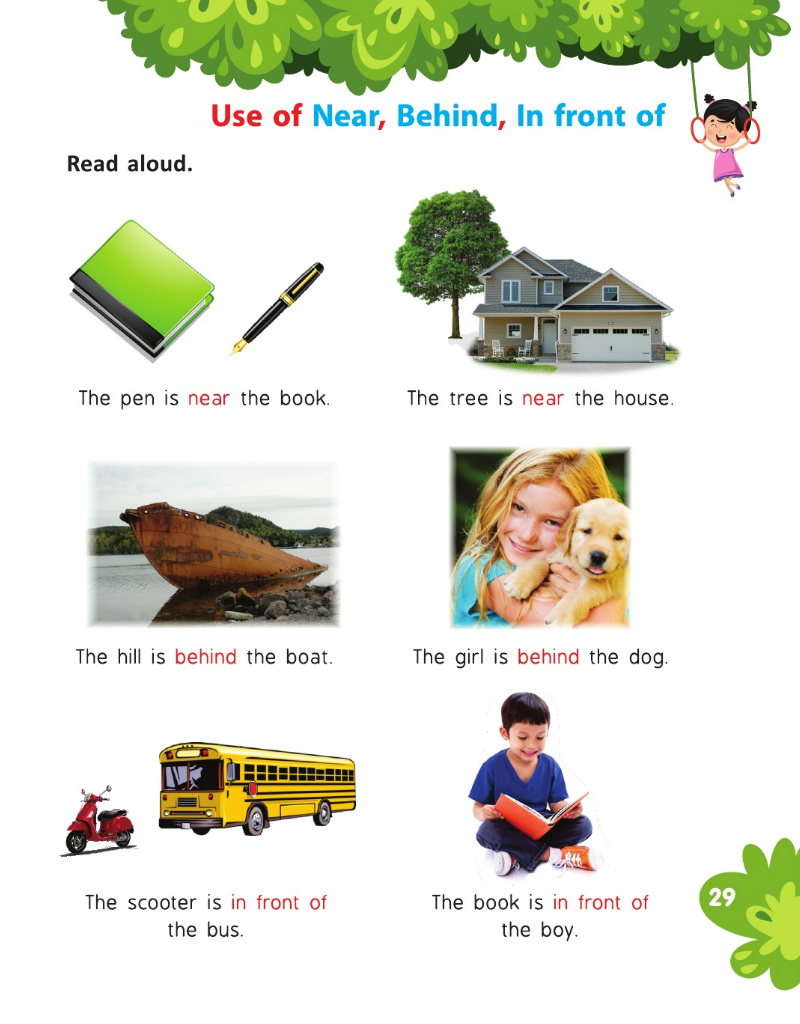 Use of Near, Behind, In front of
Read aloud.
The pen is near the book.
The tree is near the house.
The hill is behind the boat.
The girl is behind the dog.
The scooter is in front of
the bus.
The book is in front of
the boy.
29